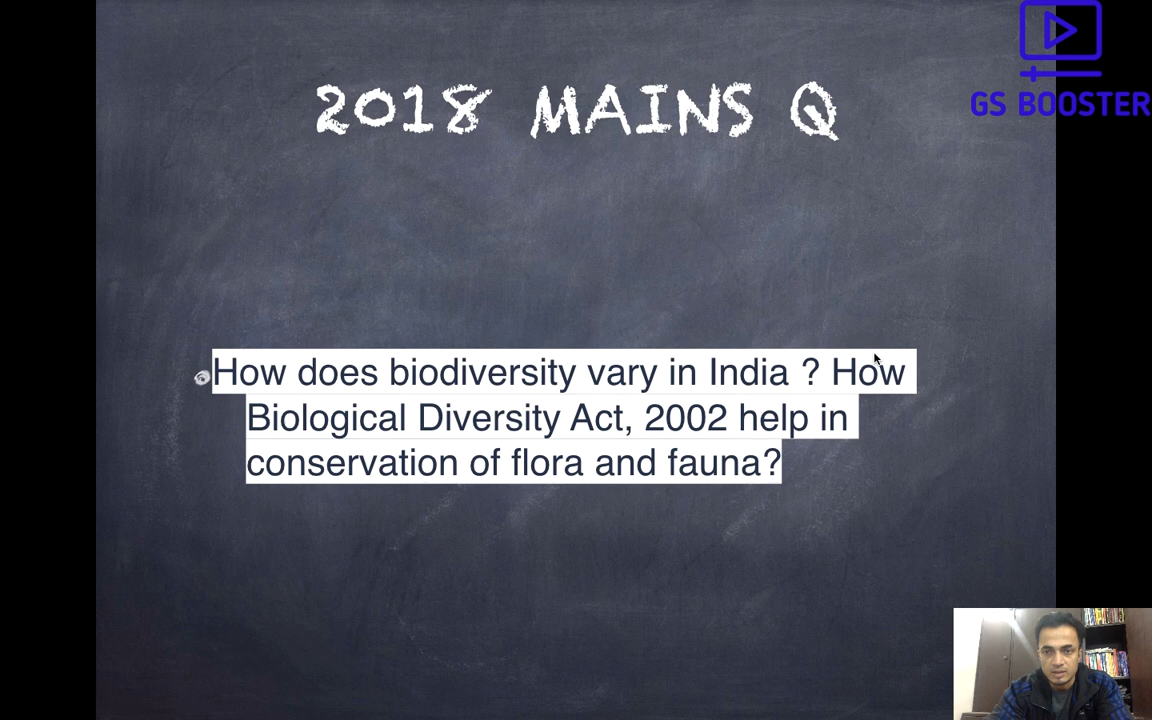 2018 MAINS Q
GS BOOSTER
How does biodiversity vary in India ? How
Biological Diversity Act, 2002 help in
conservation of flora and fauna?